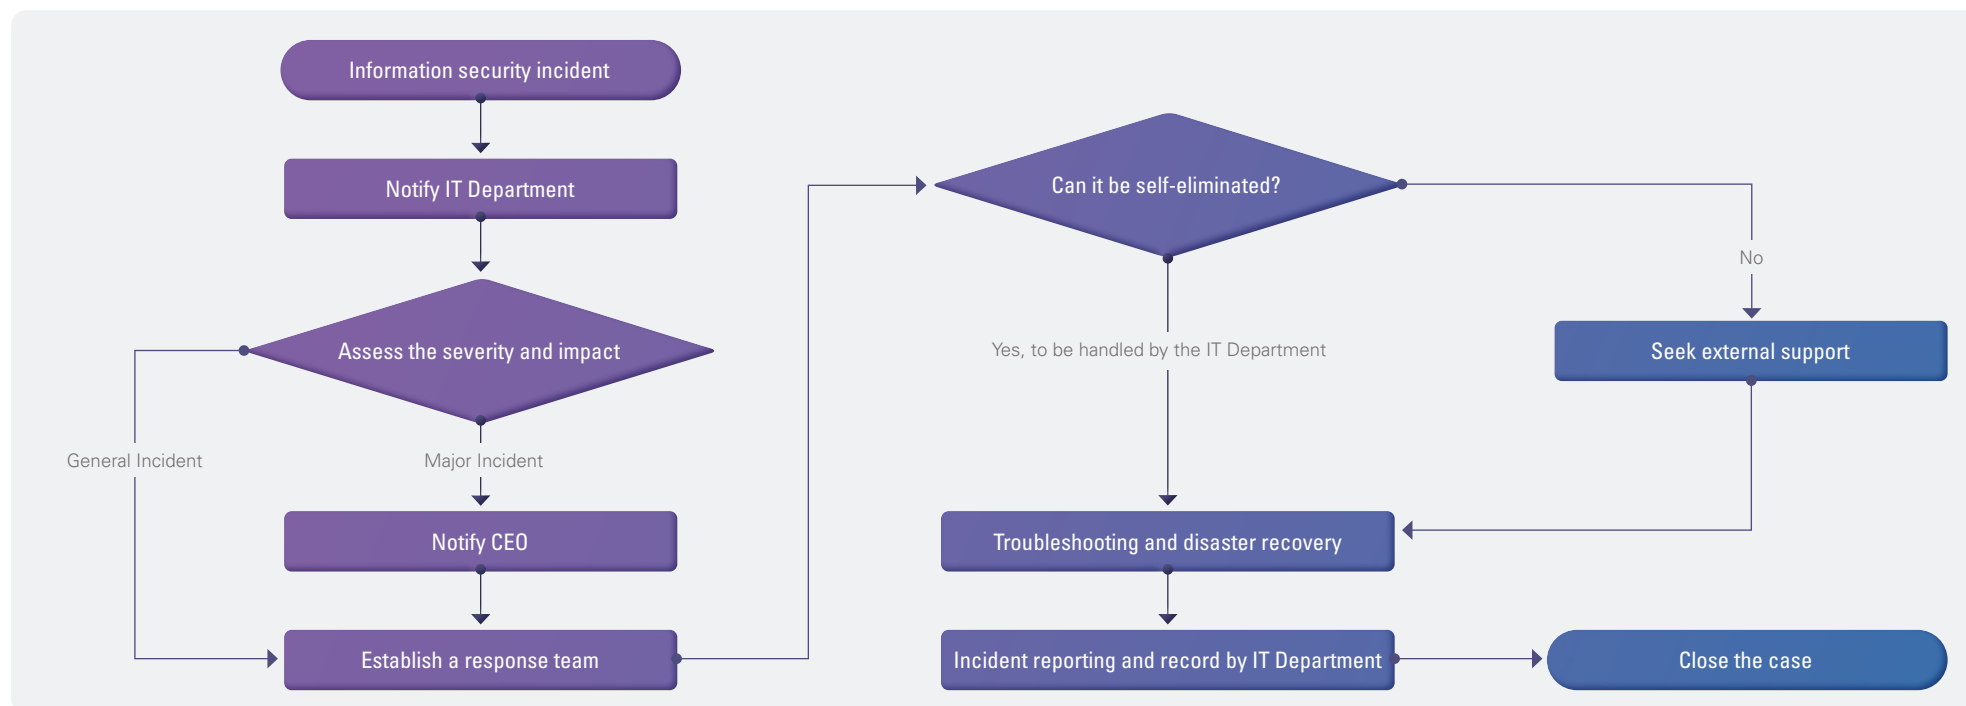 Information security incident
Notify IT Department
Assess the severity and impact
General Incident
Major Incident
Notify CEO
Establish a response team
Can it be self-eliminated?
No
Yes, to be handled by the IT Department
Seek external support
Troubleshooting and disaster recovery
Incident reporting and record by IT Department
Close the case